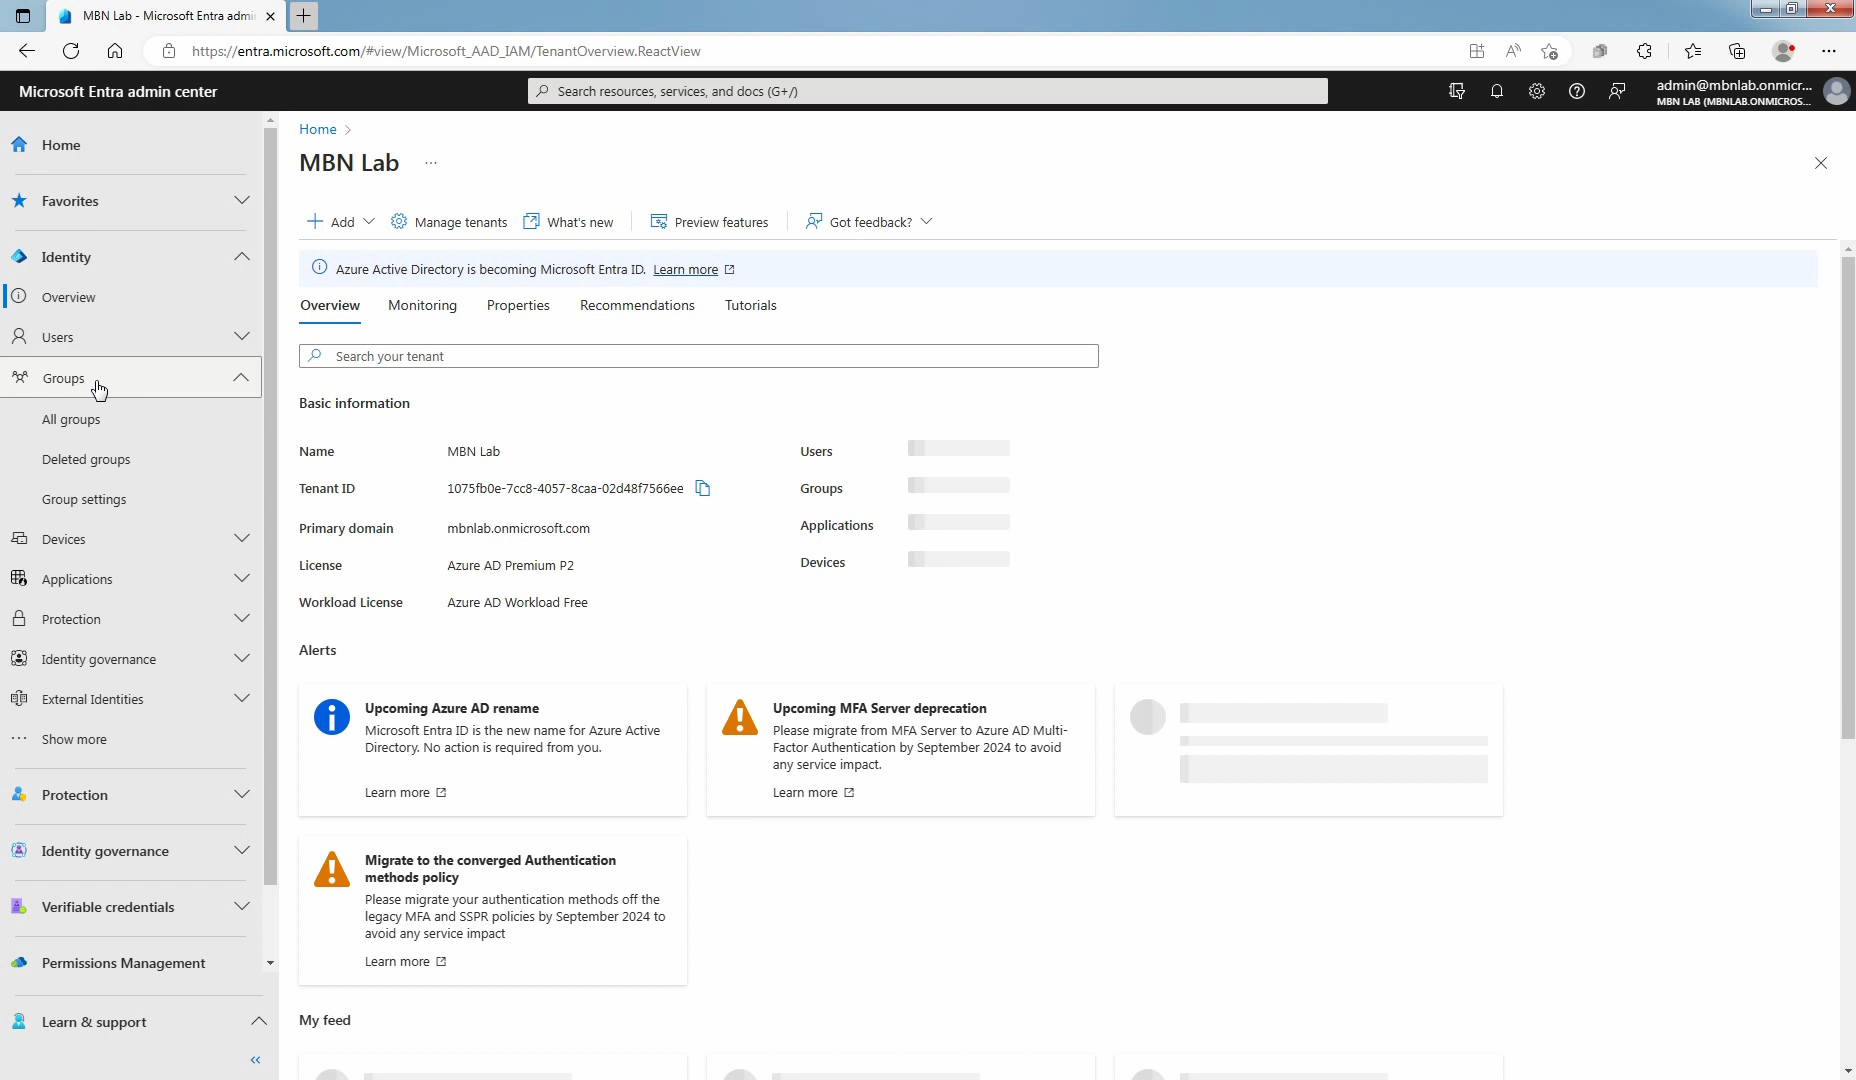 MBN Lab - Microsoft Entra admi
https://entra.microsoft.com/#view/Microsoft_AAD_IAM/TenantOverview.ReactView
Microsoft Entra admin center
Search resources, services, and docs (G+/)
admin@mbnlab.onmicr...
MBN LAB (MBNLAB.ONMICROS...
Home
Favorites
Identity
Overview
Users
Groups
All groups
Deleted groups
Group settings
Devices
Applications
Protection
Identity governance
External Identities
Show more
Protection
Identity governance
Verifiable credentials
Permissions Management
Learn & support
Home
MBN Lab
Add
Manage tenants
What's new
Preview features
Got feedback?
Azure Active Directory is becoming Microsoft Entra ID. Learn more
Overview Monitoring Properties Recommendations Tutorials
Search your tenant
Basic information
Name MBN Lab
Tenant ID 1075fb0e-7cc8-4057-8caa-02d48f7566ee
Primary domain mbnlab.onmicrosoft.com
License Azure AD Premium P2
Workload License Azure AD Workload Free
Users
Groups
Applications
Devices
Alerts
Upcoming Azure AD rename
Microsoft Entra ID is the new name for Azure Active
Directory. No action is required from you.
Learn more
Upcoming MFA Server deprecation
Please migrate from MFA Server to Azure AD Multi-
Factor Authentication by September 2024 to avoid
any service impact.
Learn more
Migrate to the converged Authentication
methods policy
Please migrate your authentication methods off the
legacy MFA and SSPR policies by September 2024 to
avoid any service impact
Learn more
My feed